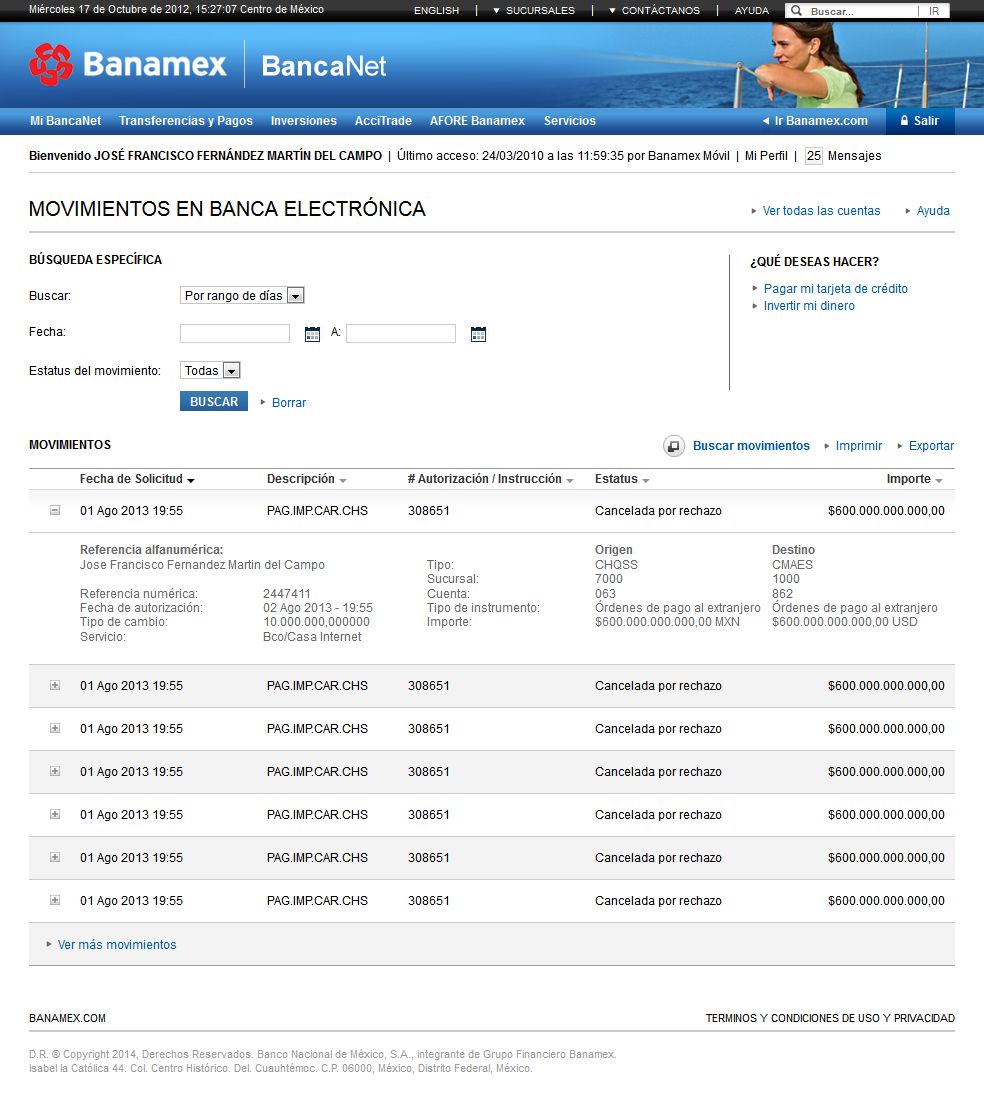 Miércoles 17 de Octubre de 2012, 15:27:07 Centro de México ENGLISH | ▼ SUCURSALES | ▼ CONTÁCTANOS | AYUDA Buscar... | IR
Banamex | BancaNet
Mi BancaNet Transferencias y Pagos Inversiones AcciTrade AFORE Banamex Servicios ◄ Ir Banamex.com Salir
Bienvenido JOSÉ FRANCISCO FERNÁNDEZ MARTÍN DEL CAMPO | Último acceso: 24/03/2010 a las 11:59:35 por Banamex Móvil | Mi Perfil | 25 Mensajes
MOVIMIENTOS EN BANCA ELECTRÓNICA Ver todas las cuentas Ayuda
BÚSQUEDA ESPECÍFICA
¿QUÉ DESEAS HACER?
Pagar mi tarjeta de crédito
Invertir mi dinero
Buscar: Por rango de días
Fecha: A:
Estatus del movimiento: Todas
BUSCAR Borrar
MOVIMIENTOS Buscar movimientos Imprimir Exportar
Fecha de Solicitud Descripción # Autorización / Instrucción Estatus Importe
01 Ago 2013 19:55 PAG.IMP.CAR.CHS 308651 Cancelada por rechazo $600.000.000.000,00
Referencia alfanumérica: Origen Destino
Jose Francisco Fernandez Martin del Campo Tipo: CHQSS CMAES
Sucursal: 7000 1000
Referencia numérica: 2447411 Cuenta: 063 862
Fecha de autorización: 02 Ago 2013 - 19:55 Tipo de instrumento: Órdenes de pago al extranjero Órdenes de pago al extranjero
Tipo de cambio: 10.000.000,000000 Importe: $600.000.000.000,00 MXN $600.000.000.000,00 USD
Servicio: Bco/Casa Internet
01 Ago 2013 19:55 PAG.IMP.CAR.CHS 308651 Cancelada por rechazo $600.000.000.000,00
01 Ago 2013 19:55 PAG.IMP.CAR.CHS 308651 Cancelada por rechazo $600.000.000.000,00
01 Ago 2013 19:55 PAG.IMP.CAR.CHS 308651 Cancelada por rechazo $600.000.000.000,00
01 Ago 2013 19:55 PAG.IMP.CAR.CHS 308651 Cancelada por rechazo $600.000.000.000,00
01 Ago 2013 19:55 PAG.IMP.CAR.CHS 308651 Cancelada por rechazo $600.000.000.000,00
01 Ago 2013 19:55 PAG.IMP.CAR.CHS 308651 Cancelada por rechazo $600.000.000.000,00
Ver más movimientos
BANAMEX.COM TERMINOS Y CONDICIONES DE USO Y PRIVACIDAD
D.R. ® Copyright 2014, Derechos Reservados. Banco Nacional de México, S.A., integrante de Grupo Financiero Banamex.
Isabel la Católica 44. Col. Centro Histórico. Del. Cuauhtémoc. C.P. 06000, México, Distrito Federal, México.